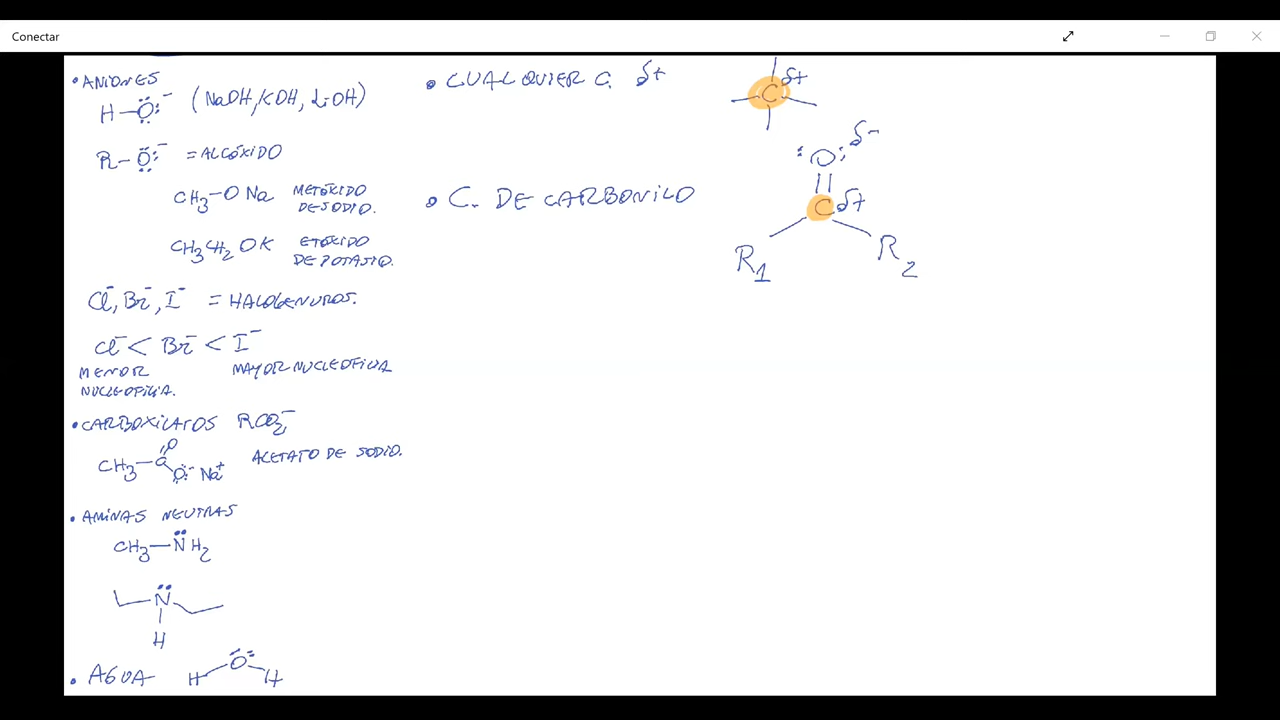 Conectar
• ANIONES
H–O:⁻ (NaOH, KOH, LiOH)
R–O:⁻ = ALCÓXIDO
CH₃–O Na METÓXIDO
DE SODIO.
CH₃CH₂OK ETÓXIDO
DE POTASIO.
Cl⁻, Br⁻, I⁻ = HALOGENUROS.
Cl⁻ < Br⁻ < I⁻
MENOR
NUCLEOFILIA.
MAYOR NUCLEOFILIA
• CARBOXILATOS RCO₂⁻
O
CH₃–C
O:⁻ Na⁺
ACETATO DE SODIO.
• AMINAS NEUTRAS
CH₃–NH₂
N
H
• AGUA H O H
• CUALQUIER C. δ+
C δ+
• C. DE CARBONILO
:O: δ−
C δ+
R₁ R₂